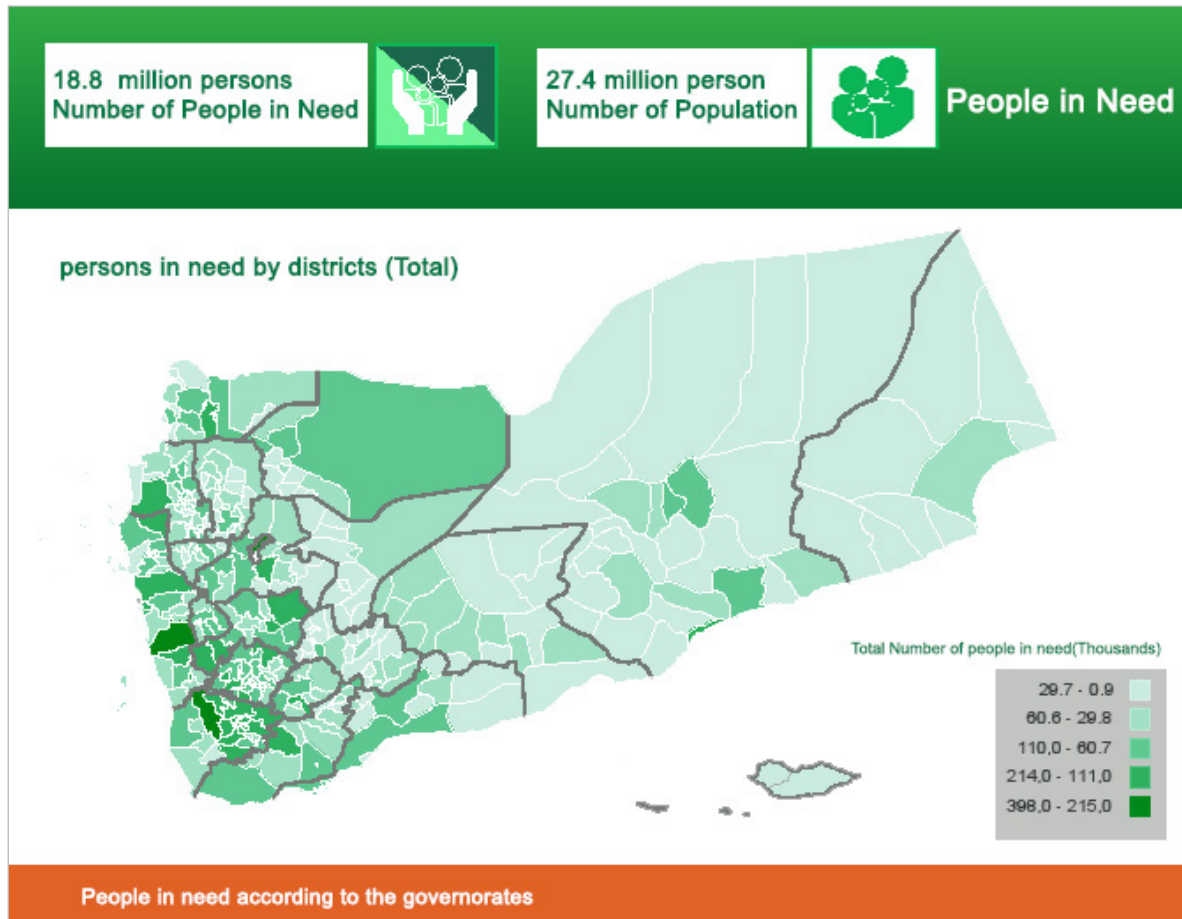 18.8 million persons
Number of People in Need
27.4 million person
Number of Population
People in Need
persons in need by districts (Total)
Total Number of people in need(Thousands)
29.7 - 0.9
60.6 - 29.8
110,0 - 60.7
214,0 - 111,0
398,0 - 215,0
People in need according to the governorates